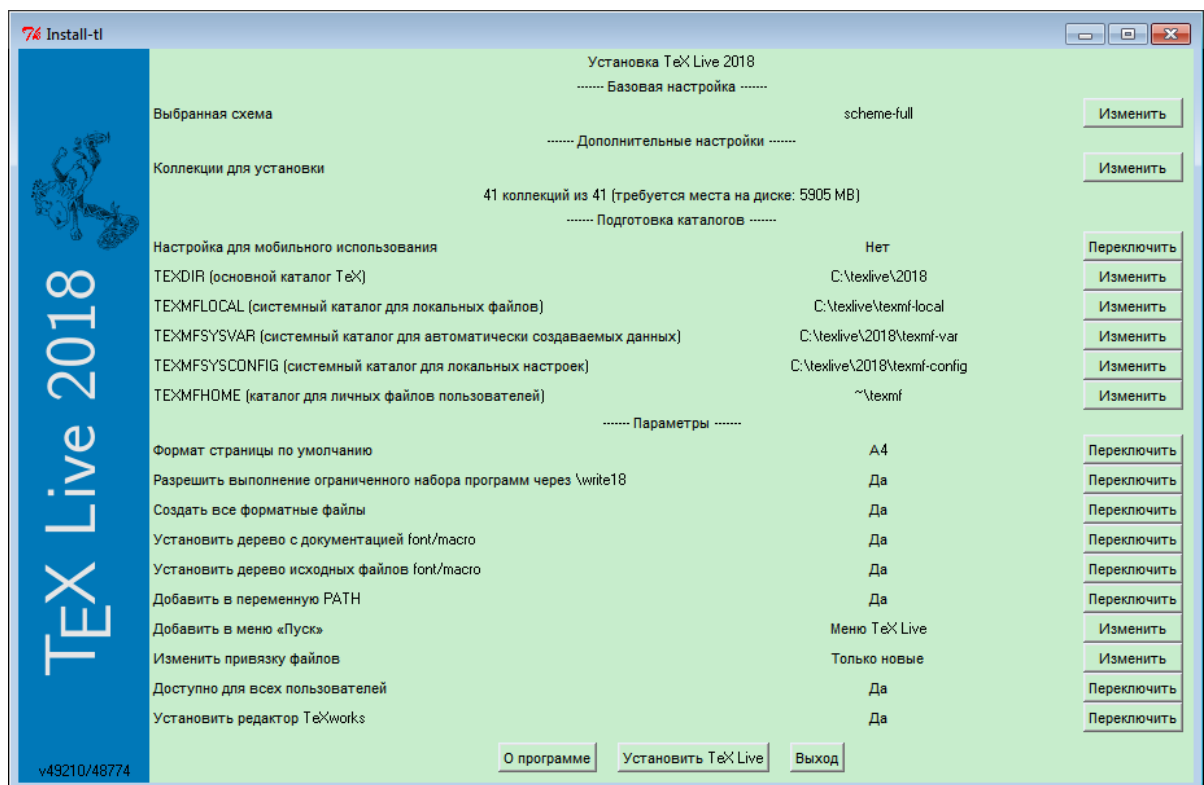 Install-tl
Установка TeX Live 2018
------- Базовая настройка -------
Выбранная схема scheme-full Изменить
------- Дополнительные настройки -------
Коллекции для установки Изменить
41 коллекций из 41 (требуется места на диске: 5905 MB)
------- Подготовка каталогов -------
Настройка для мобильного использования Нет Переключить
TEXDIR (основной каталог TeX) C:\texlive\2018 Изменить
TEXMFLOCAL (системный каталог для локальных файлов) C:\texlive\texmf-local Изменить
TEXMFSYSVAR (системный каталог для автоматически создаваемых данных) C:\texlive\2018\texmf-var Изменить
TEXMFSYSCONFIG (системный каталог для локальных настроек) C:\texlive\2018\texmf-config Изменить
TEXMFHOME (каталог для личных файлов пользователей) ~\texmf Изменить
------- Параметры -------
Формат страницы по умолчанию A4 Переключить
Разрешить выполнение ограниченного набора программ через \write18 Да Переключить
Создать все форматные файлы Да Переключить
Установить дерево с документацией font/macro Да Переключить
Установить дерево исходных файлов font/macro Да Переключить
Добавить в переменную PATH Да Переключить
Добавить в меню «Пуск» Меню TeX Live Изменить
Изменить привязку файлов Только новые Изменить
Доступно для всех пользователей Да Переключить
Установить редактор TeXworks Да Переключить
О программе Установить TeX Live Выход
TEX Live 2018
v49210/48774